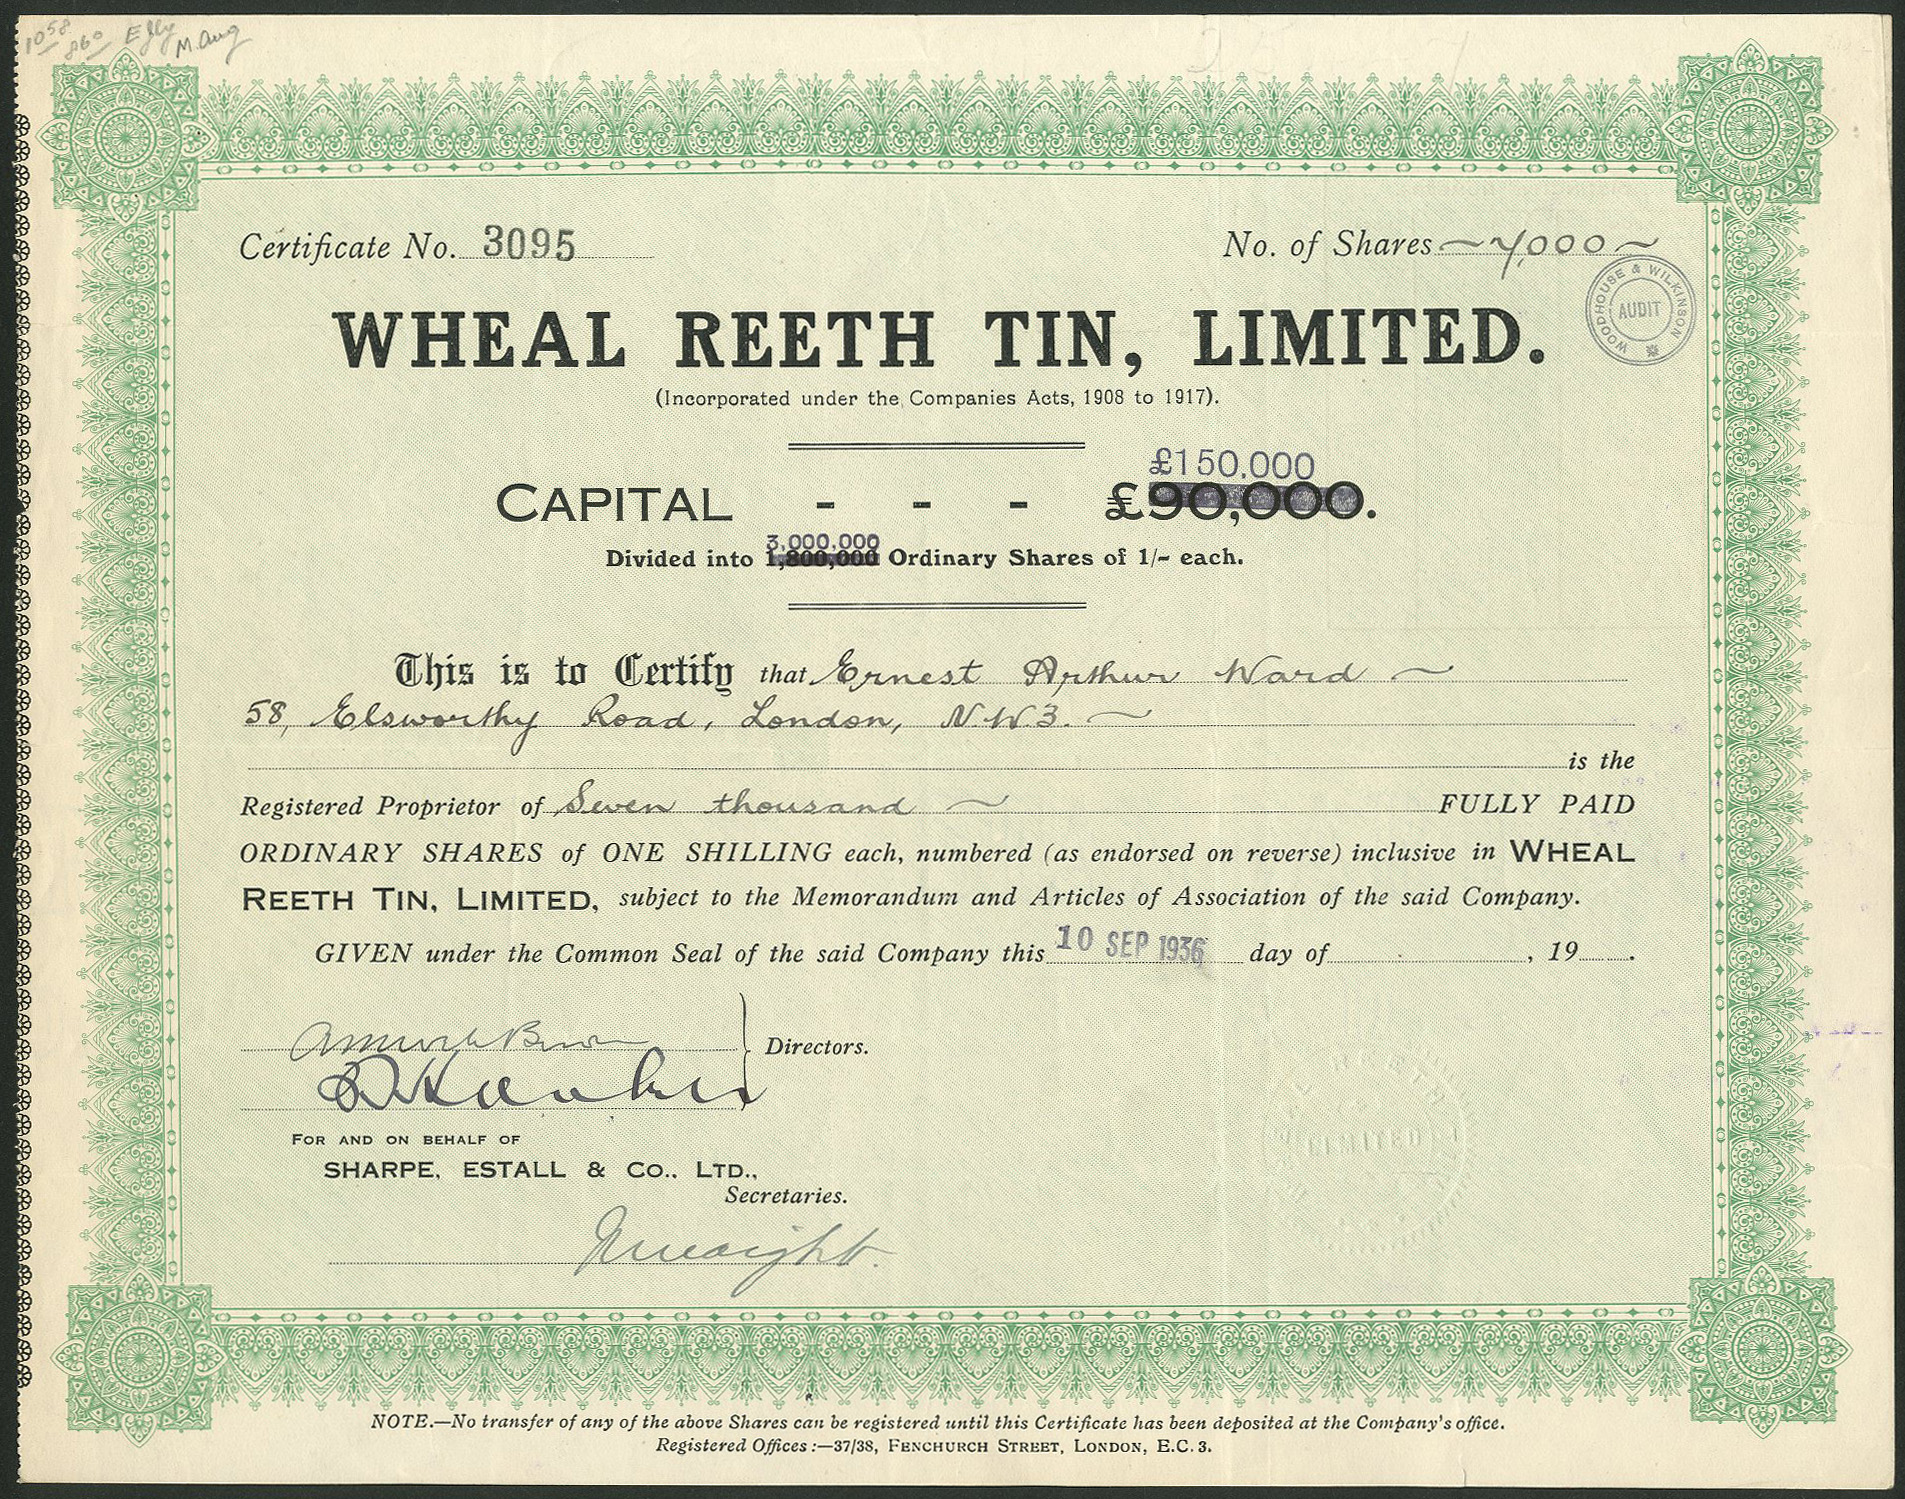 1058 860
Certificate No. 3095
No. of Shares ~ 7,000 ~
WOODHOUSE & WILKINSON
AUDIT
WHEAL REETH TIN, LIMITED.
(Incorporated under the Companies Acts, 1908 to 1917).
£150,000
CAPITAL - - - £90,000.
3,000,000
Divided into 1,800,000 Ordinary Shares of 1/- each.
This is to Certify that Ernest Arthur Ward ~
58, Elsworthy Road, London, N.W.3. ~
is the
Registered Proprietor of Seven thousand ~ FULLY PAID
ORDINARY SHARES of ONE SHILLING each, numbered (as endorsed on reverse) inclusive in WHEAL
REETH TIN, LIMITED, subject to the Memorandum and Articles of Association of the said Company.
GIVEN under the Common Seal of the said Company this 10 SEP 1936 day of , 19 .
Directors.
FOR AND ON BEHALF OF
SHARPE, ESTALL & CO., LTD.,
Secretaries.
LIMITED
NOTE.—No transfer of any of the above Shares can be registered until this Certificate has been deposited at the Company's office.
Registered Offices :—37/38, FENCHURCH STREET, LONDON, E.C. 3.